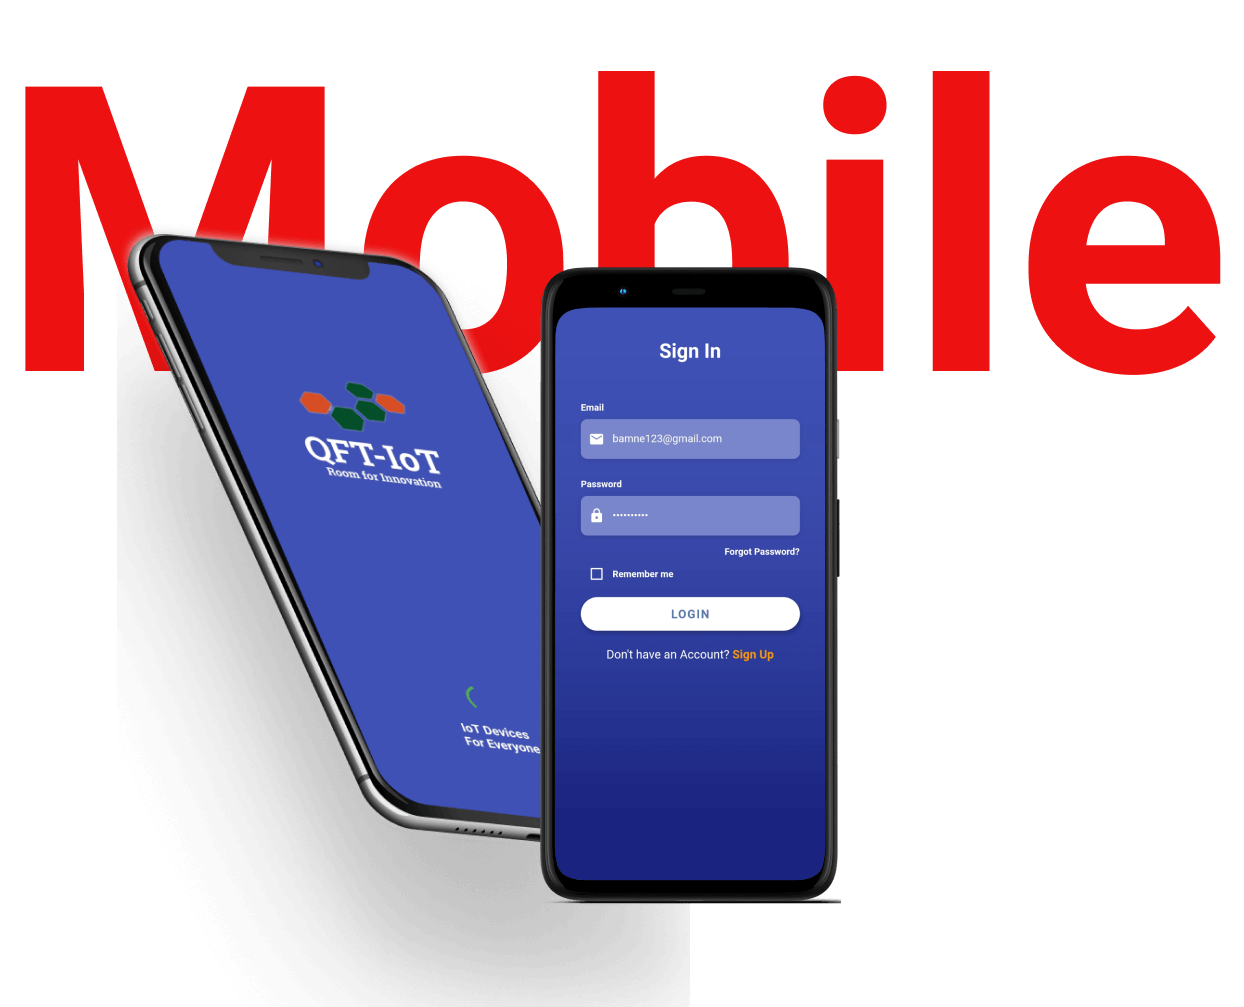 Mobile
QFT-IoT
Room for Innovation
IoT Devices
For Everyone
Sign In
Email
bamne123@gmail.com
Password
••••••••••
Forgot Password?
Remember me
LOGIN
Don't have an Account? Sign Up